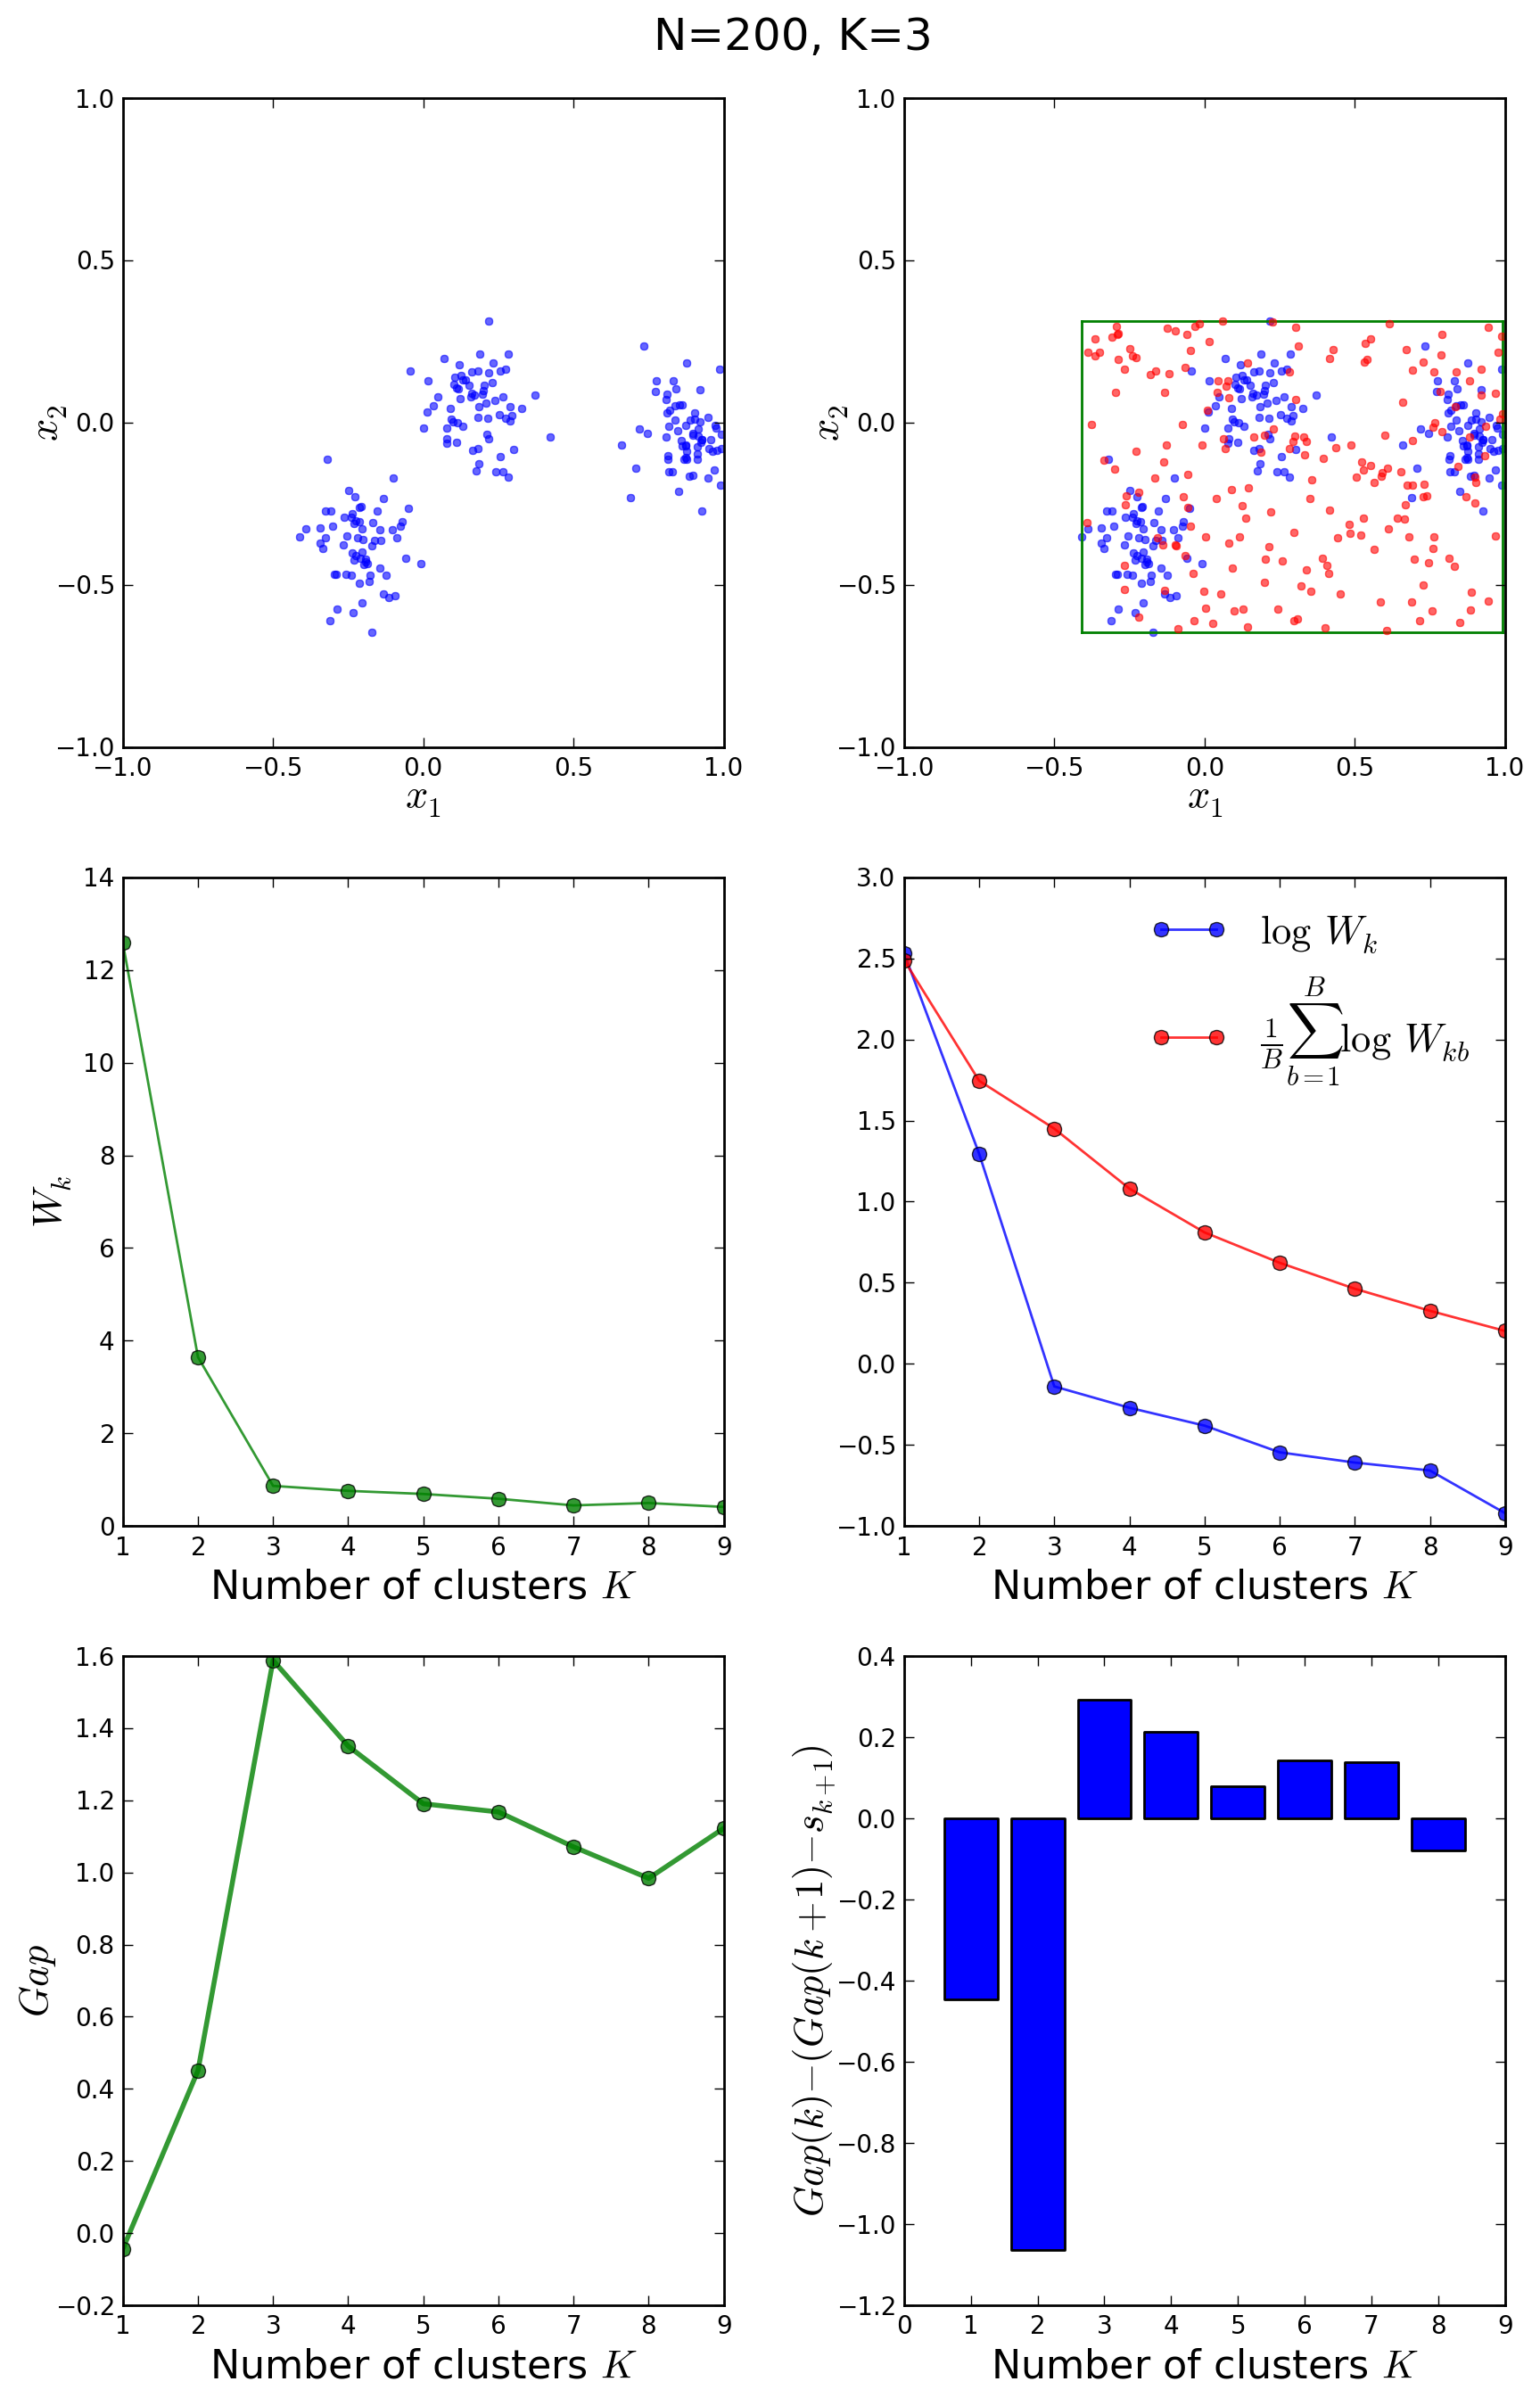 N=200, K=3
1.0
0.5
0.0
−0.5
−1.0
x₂
−1.0 −0.5 0.0 0.5 1.0
x₁
1.0
0.5
0.0
−0.5
−1.0
x₂
−1.0 −0.5 0.0 0.5 1.0
x₁
14
12
10
8
6
4
2
0
W_k
1 2 3 4 5 6 7 8 9
Number of clusters K
3.0
2.5
2.0
1.5
1.0
0.5
0.0
−0.5
−1.0
log W_k
1/B ∑_{b=1}^{B} log W_{kb}
1 2 3 4 5 6 7 8 9
Number of clusters K
1.6
1.4
1.2
1.0
0.8
0.6
0.4
0.2
0.0
−0.2
Gap
1 2 3 4 5 6 7 8 9
Number of clusters K
0.4
0.2
0.0
−0.2
−0.4
−0.6
−0.8
−1.0
−1.2
Gap(k)−(Gap(k+1)−s_{k+1})
0 1 2 3 4 5 6 7 8 9
Number of clusters K